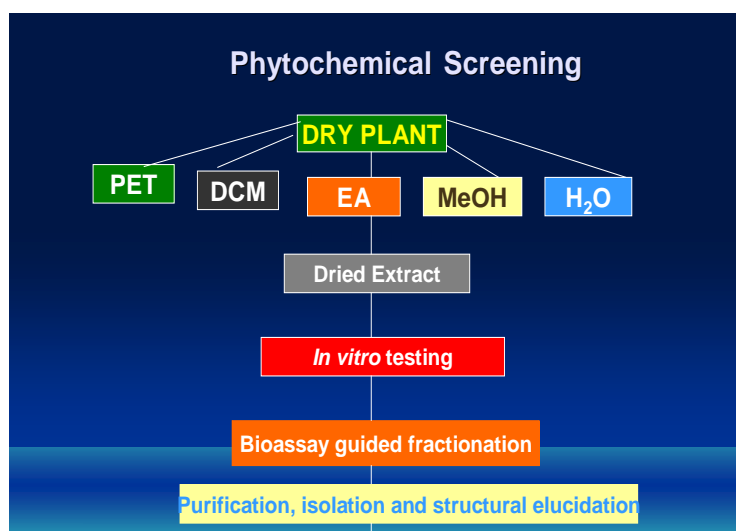 Phytochemical Screening
DRY PLANT
PET
DCM
EA
MeOH
H₂O
Dried Extract
In vitro testing
Bioassay guided fractionation
Purification, isolation and structural elucidation